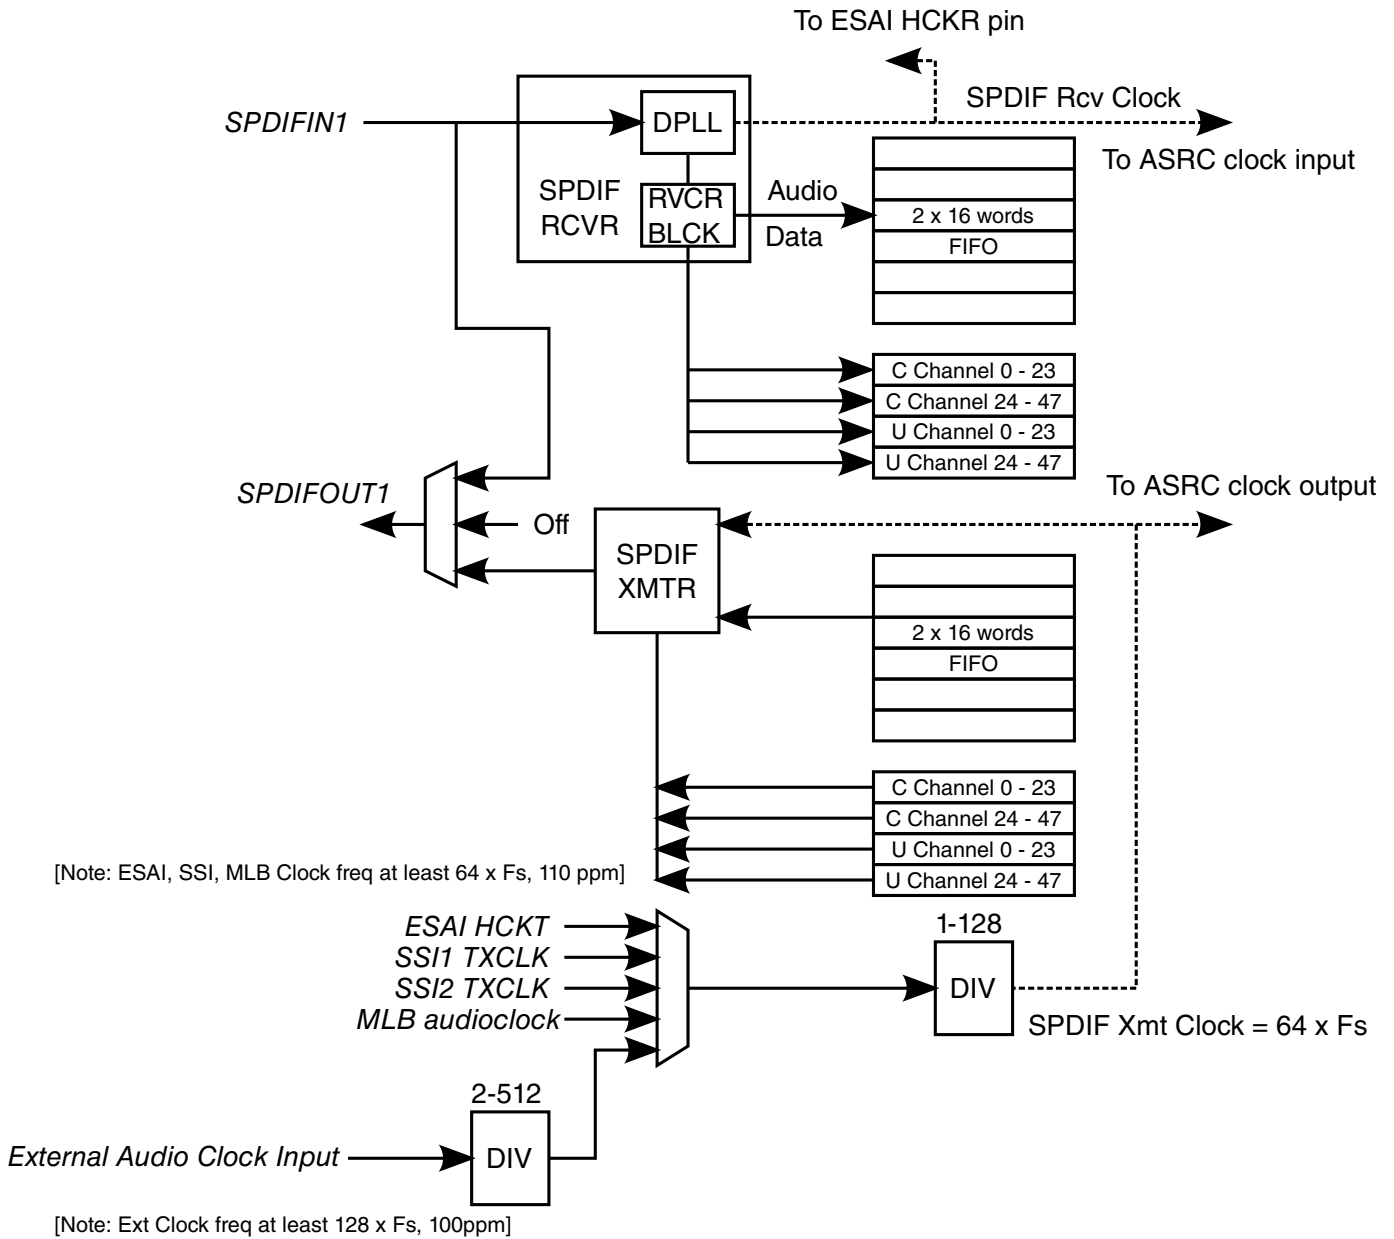 To ESAI HCKR pin
SPDIF Rcv Clock
SPDIFIN1
DPLL
To ASRC clock input
SPDIF
RCVR
RVCR
BLCK
Audio
Data
2 x 16 words
FIFO
C Channel 0 - 23
C Channel 24 - 47
U Channel 0 - 23
U Channel 24 - 47
SPDIFOUT1
Off
To ASRC clock output
SPDIF
XMTR
2 x 16 words
FIFO
C Channel 0 - 23
C Channel 24 - 47
U Channel 0 - 23
U Channel 24 - 47
[Note: ESAI, SSI, MLB Clock freq at least 64 x Fs, 110 ppm]
ESAI HCKT
SSI1 TXCLK
SSI2 TXCLK
MLB audioclock
1-128
DIV
SPDIF Xmt Clock = 64 x Fs
2-512
External Audio Clock Input
DIV
[Note: Ext Clock freq at least 128 x Fs, 100ppm]